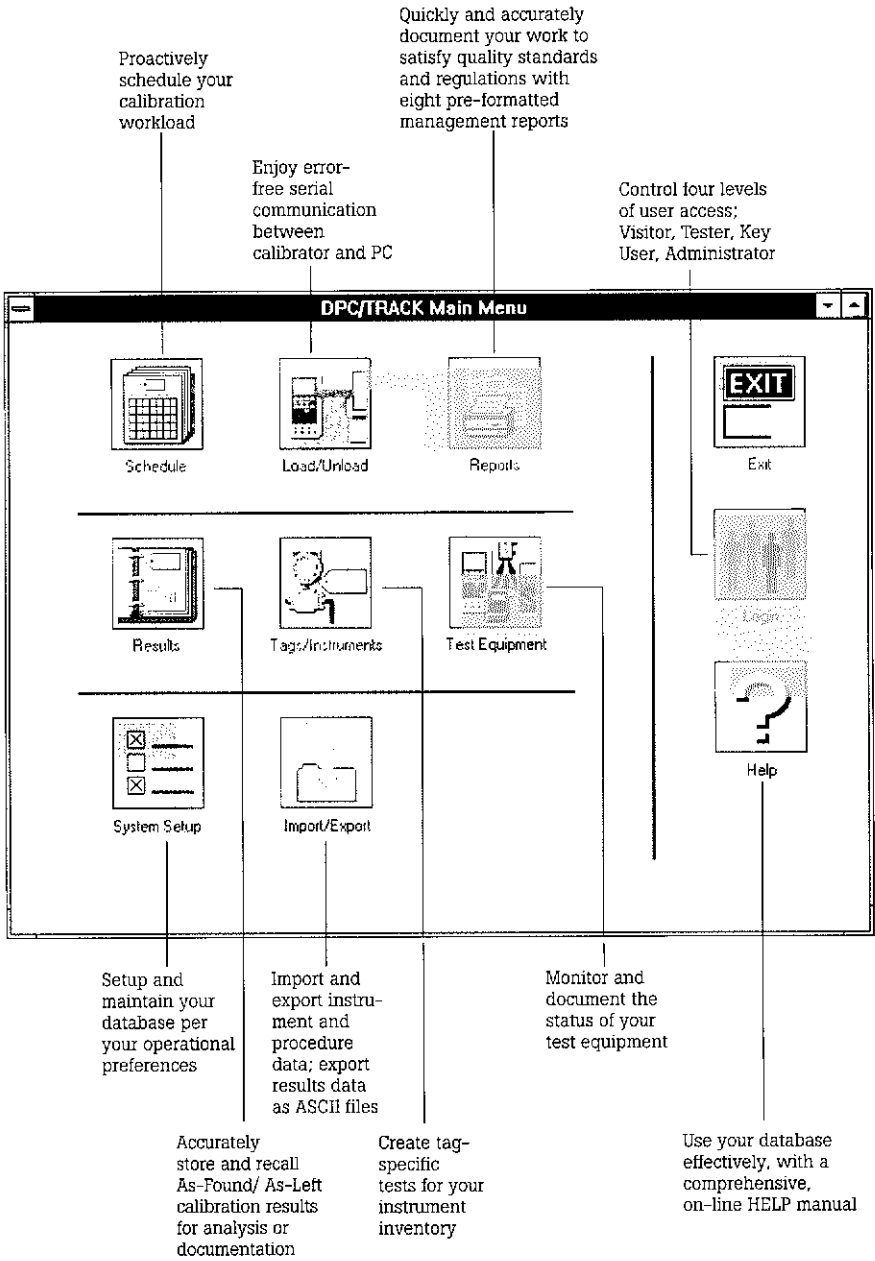 Quickly and accurately
document your work to
satisfy quality standards
and regulations with
eight pre-formatted
management reports
Proactively
schedule your
calibration
workload
Enjoy error-
free serial
communication
between
calibrator and PC
Control four levels
of user access;
Visitor, Tester, Key
User, Administrator
DPC/TRACK Main Menu
EXIT
Schedule
Load/Unload
Reports
Exit
Results
Tags/Instruments
Test Equipment
Login
System Setup
Import/Export
Help
Setup and
maintain your
database per
your operational
preferences
Import and
export instru-
ment and
procedure
data; export
results data
as ASCII files
Monitor and
document the
status of your
test equipment
Accurately
store and recall
As-Found/ As-Left
calibration results
for analysis or
documentation
Create tag-
specific
tests for your
instrument
inventory
Use your database
effectively, with a
comprehensive,
on-line HELP manual